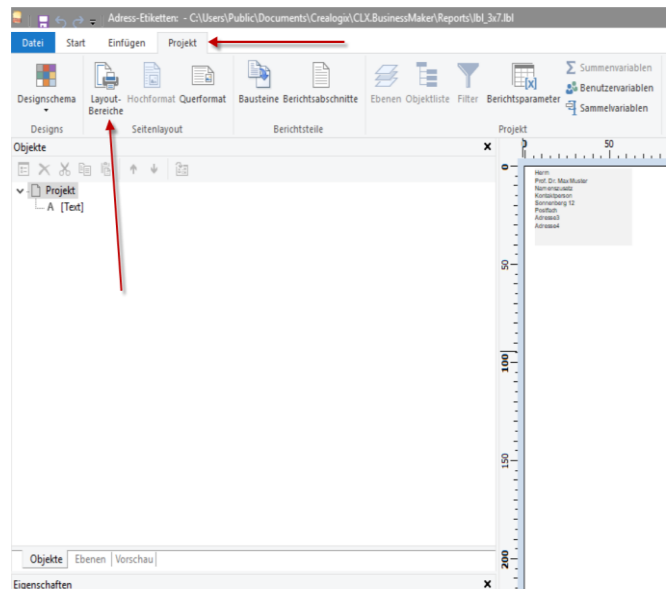 Adress-Etiketten: - C:\Users\Public\Documents\Crealogix\CLX.BusinessMaker\Reports\lbl_3x7.lbl
Datei Start Einfügen Projekt
Designschema Layout-Bereiche Hochformat Querformat Bausteine Berichtsabschnitte Ebenen Objektliste Filter Berichtsparameter
Σ Summenvariablen
Benutzervariablen
Sammelvariablen
Designs Seitenlayout Berichtsteile Projekt
Objekte x
0 50
Projekt
A [Text]
Herrn
Prof. Dr. Max Muster
Namenszusatz
Kontaktperson
Sonnenberg 12
Postfach
Adresse3
Adresse4
0
50
100
150
200
Objekte Ebenen Vorschau
Eigenschaften x